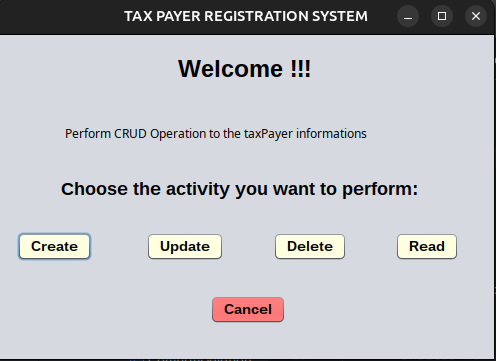 TAX PAYER REGISTRATION SYSTEM
Welcome !!!
Perform CRUD Operation to the taxPayer informations
Choose the activity you want to perform:
Create Update Delete Read
Cancel